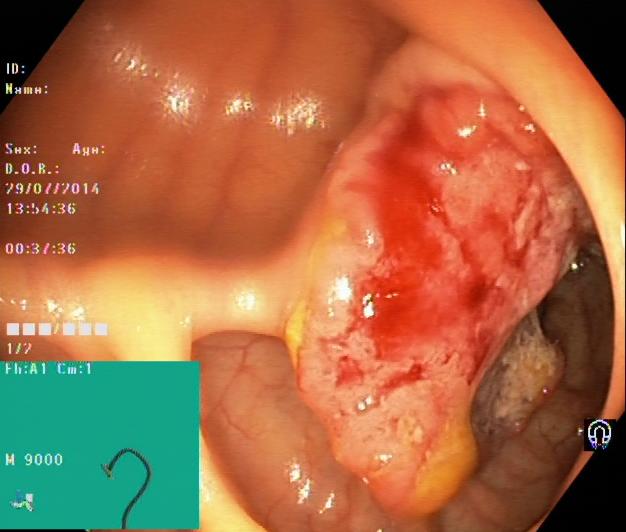 ID:
Name:
Sex: Age:
D.O.B.:
29/07/2014
13:54:36
00:37:36
1/2
Eh:A1 Cm:1
M 9000